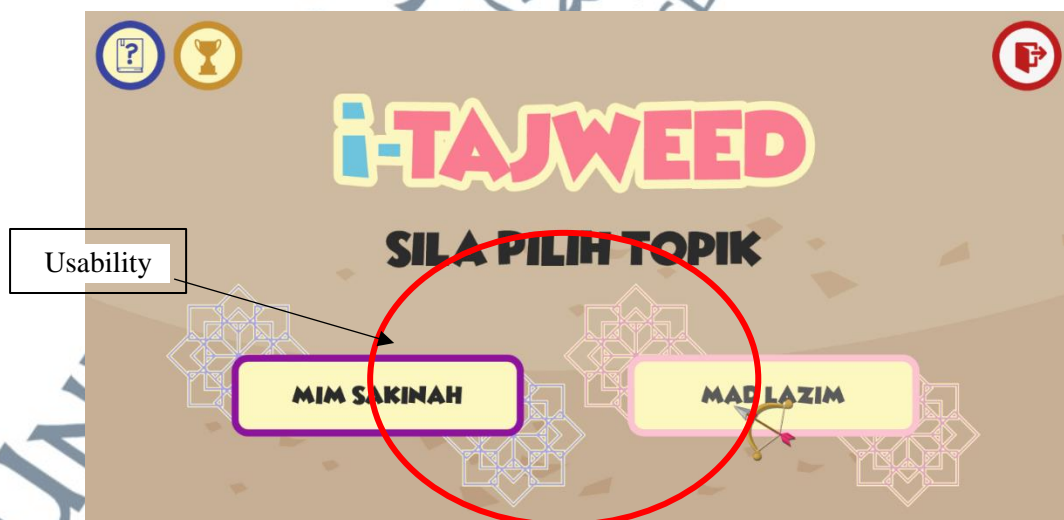 i-TAJWEED
SILA PILIH TOPIK
Usability
MIM SAKINAH
MAD LAZIM